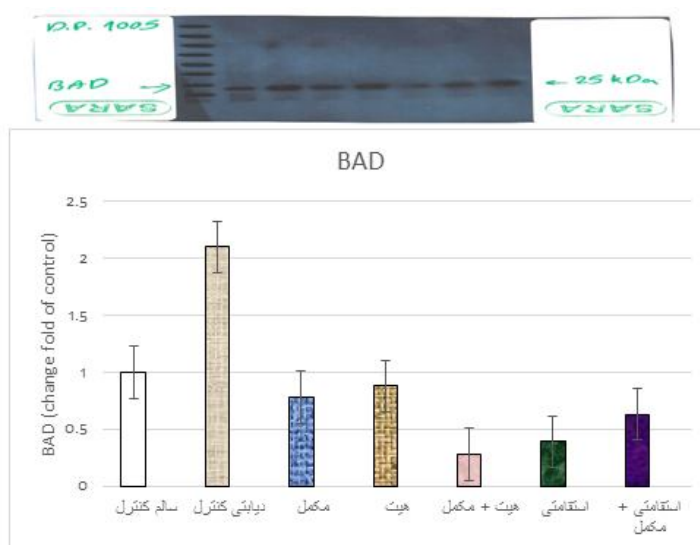 D.P. 1005
BAD →
SARA
← 25 kDa
SARA
BAD
BAD (change fold of control)
2.5
2
1.5
1
0.5
0
سالم کنترل
دیابتی کنترل
مکمل
هیت
هیت + مکمل
استقامتی
استقامتی +
مکمل